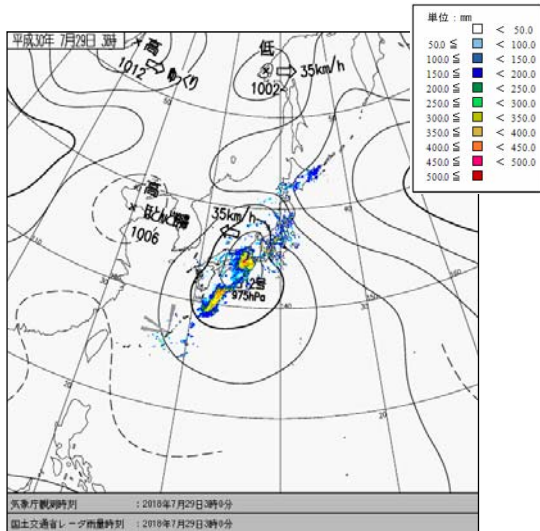 単位：mm
< 50.0
50.0 ≦ < 100.0
100.0 ≦ < 150.0
150.0 ≦ < 200.0
200.0 ≦ < 250.0
250.0 ≦ < 300.0
300.0 ≦ < 350.0
350.0 ≦ < 400.0
400.0 ≦ < 450.0
450.0 ≦ < 500.0
500.0 ≦
平成30年 7月29日 3時
高
1012
ゆっくり
低
1002
35km/h
高
1006
35km/h
975hPa
50
40
30
20
140
気象庁観測時刻 : 2018年7月29日3時0分
国土交通省レーダ雨量時刻 : 2018年7月29日3時0分